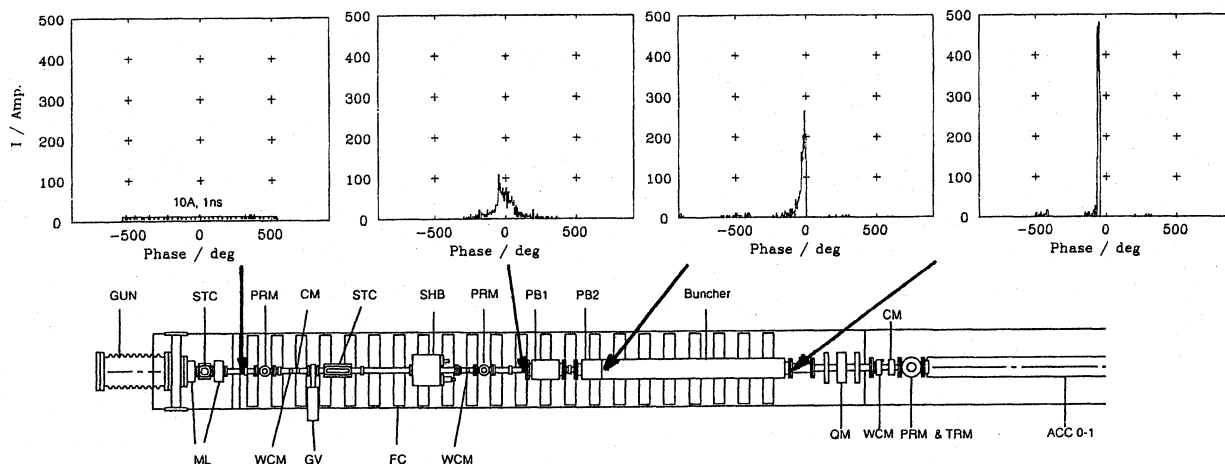 500
400
300
200
100
0
I / Amp.
10A, 1ns
−500 0 500
Phase / deg
500
400
300
200
100
0
−500 0 500
Phase / deg
500
400
300
200
100
0
−500 0 500
Phase / deg
500
400
300
200
100
0
−500 0 500
Phase / deg
GUN STC PRM CM STC SHB PRM PB1 PB2 Buncher CM
ML WCM GV FC WCM QM WCM PRM & TRM ACC 0-1